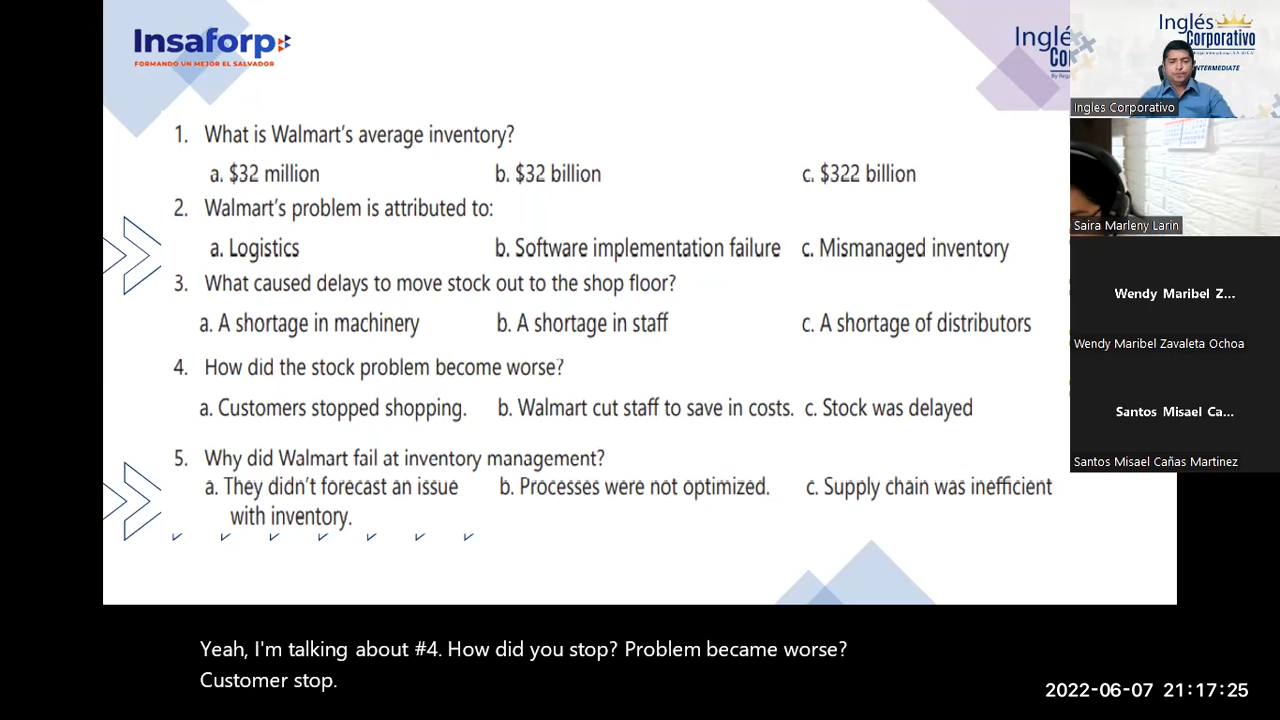 Insaforp
FORMANDO UN MEJOR EL SALVADOR
Inglé
Co
By Rega
Inglés
Corporativo
INTERMEDIATE
Ingles Corporativo
1. What is Walmart's average inventory?
a. $32 million b. $32 billion c. $322 billion
2. Walmart's problem is attributed to:
a. Logistics b. Software implementation failure c. Mismanaged inventory
3. What caused delays to move stock out to the shop floor?
a. A shortage in machinery b. A shortage in staff c. A shortage of distributors
4. How did the stock problem become worse?
a. Customers stopped shopping. b. Walmart cut staff to save in costs. c. Stock was delayed
5. Why did Walmart fail at inventory management?
a. They didn't forecast an issue b. Processes were not optimized. c. Supply chain was inefficient
with inventory.
Saira Marleny Larin
Wendy Maribel Z...
Wendy Maribel Zavaleta Ochoa
Santos Misael Ca...
Santos Misael Cañas Martinez
Yeah, I'm talking about #4. How did you stop? Problem became worse?
Customer stop.
2022-06-07 21:17:25